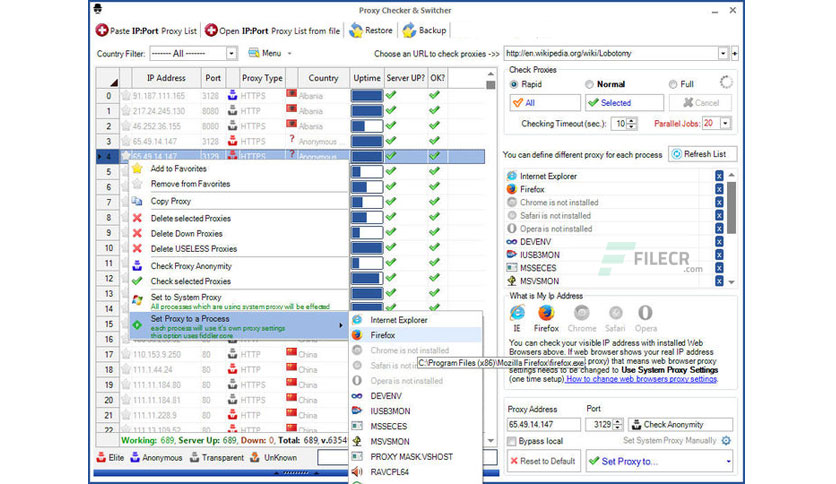 Proxy Checker & Switcher
Paste IP:Port Proxy List
Open IP:Port Proxy List from file
Restore
Backup
Country Filter: ------- All -------
Menu
Choose an URL to check proxies ->>
http://en.wikipedia.org/wiki/Lobotomy
IP Address Port Proxy Type Country Uptime Server UP? OK?
0 91.187.111.165 3128 HTTPS Albania
1 217.24.245.130 8080 HTTPS Albania
2 46.252.36.155 8080 HTTPS Albania
3 65.49.14.147 3128 HTTPS ? Anonymous ...
4 65.49.14.147 3129 HTTPS ? Anonymous ...
5
6
7
8
9
10
11
12
13
14
15
16
17 110.153.9.250 80 HTTP China
18 111.1.32.28 80 HTTP China
19 111.11.184.80 80 HTTP China
20 111.11.184.81 80 HTTP China
21 111.11.228.9 80 HTTP China
22
Add to Favorites
Remove from Favorites
Copy Proxy
Delete selected Proxies
Delete Down Proxies
Delete USELESS Proxies
Check Proxy Anonymity
Check selected Proxies
Set to System Proxy
All processes which are using system proxy will be effected
Set Proxy to a Process
each process will use it's own proxy settings
this option uses fiddler core
Internet Explorer
Firefox
Chrome is not installed
Safari is not
Opera is not installed
DEVENV
IUSB3MON
MSSECES
MSVSMON
PROXY MASK.VSHOST
RAVCPL64
C:\Program Files (x86)\Mozilla Firefox\firefox.exe
Working: 689, Server Up: 689, Down: 0, Total: 689, v.6354
Elite
Anonymous
Transparent
UnKnown
Check Proxies
Rapid
Normal
Full
All
Selected
Cancel
Checking Timeout (sec.): 10
Parallel Jobs: 20
You can define different proxy for each process
Refresh List
Internet Explorer x
Firefox x
Chrome is not installed x
Safari is not installed x
Opera is not installed x
DEVENV x
IUSB3MON x
MSSECES x
MSVSMON x
FILECR
.com
What is My Ip Address
IE Firefox Chrome Safari Opera
You can check your visible IP address with installed Web
Browsers above. If web browser shows your real IP address
proxy) that means web browser proxy
settings needs to be changed to Use System Proxy Settings
(one time setup) How to change web browsers proxy settings.
Proxy Address Port
65.49.14.147 3129 Check Anonymity
Bypass local
Set System Proxy Manually
Reset to Default
Set Proxy to...